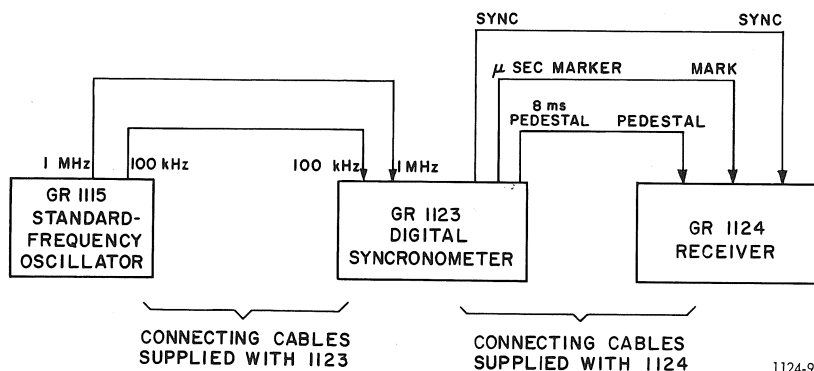 SYNC SYNC
μ SEC MARKER MARK
8 ms
PEDESTAL PEDESTAL
1 MHz 100 kHz 100 kHz 1 MHz
GR 1115
STANDARD-
FREQUENCY
OSCILLATOR
GR 1123
DIGITAL
SYNCRONOMETER
GR 1124
RECEIVER
CONNECTING CABLES
SUPPLIED WITH 1123
CONNECTING CABLES
SUPPLIED WITH 1124
1124-9